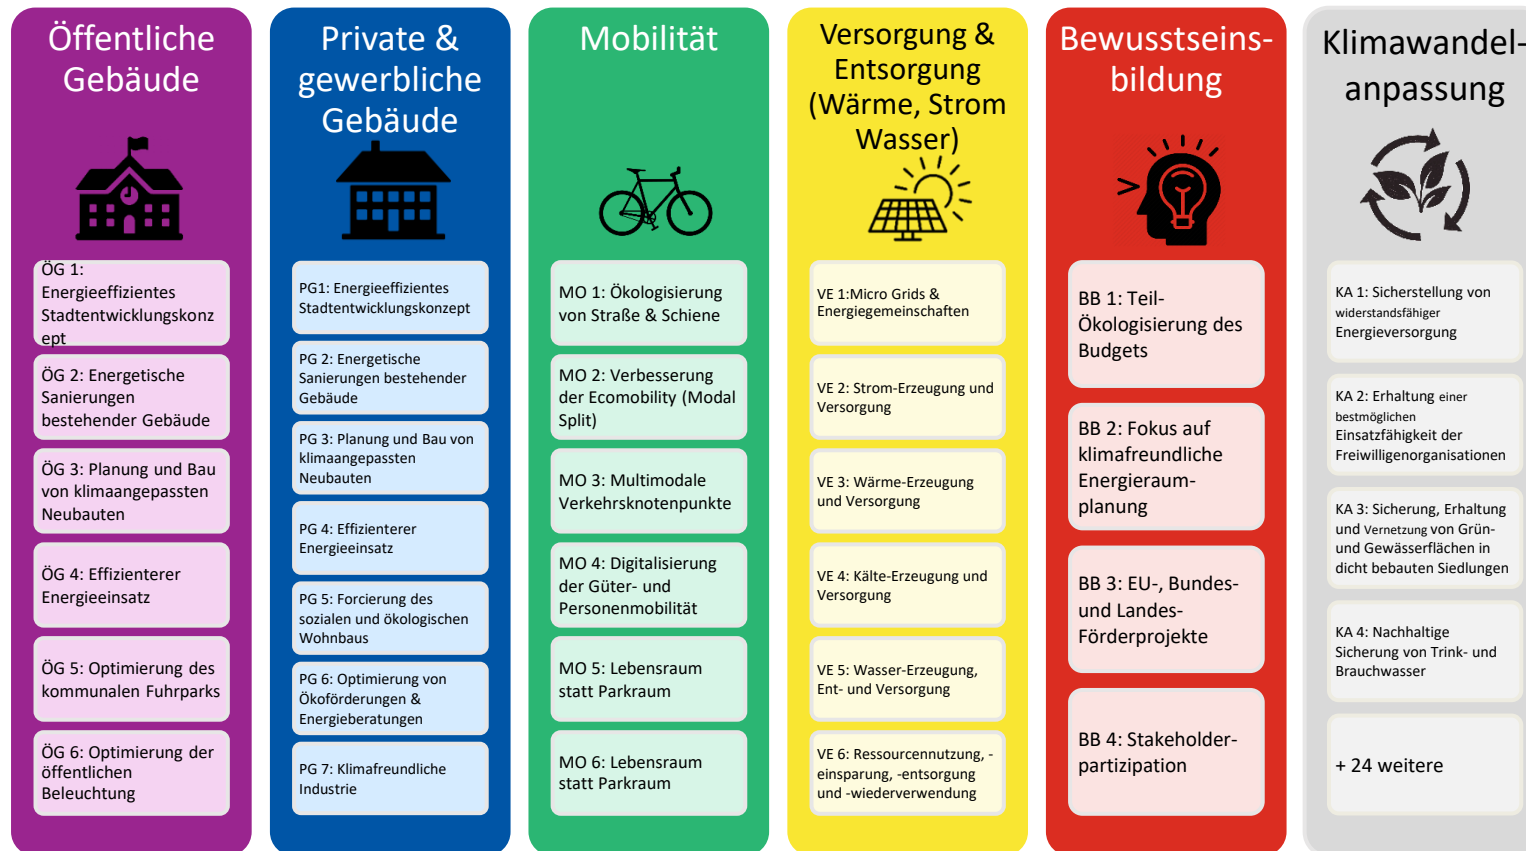 Öffentliche
Gebäude
ÖG 1:
Energieeffizientes
Stadtentwicklungskonz
ept
ÖG 2: Energetische
Sanierungen
bestehender Gebäude
ÖG 3: Planung und Bau
von klimaangepassten
Neubauten
ÖG 4: Effizienterer
Energieeinsatz
ÖG 5: Optimierung des
kommunalen Fuhrparks
ÖG 6: Optimierung der
öffentlichen
Beleuchtung
Private &
gewerbliche
Gebäude
PG1: Energieeffizientes
Stadtentwicklungskonzept
PG 2: Energetische
Sanierungen bestehender
Gebäude
PG 3: Planung und Bau von
klimaangepassten
Neubauten
PG 4: Effizienterer
Energieeinsatz
PG 5: Forcierung des
sozialen und ökologischen
Wohnbaus
PG 6: Optimierung von
Ökoförderungen &
Energieberatungen
PG 7: Klimafreundliche
Industrie
Mobilität
MO 1: Ökologisierung
von Straße & Schiene
MO 2: Verbesserung
der Ecomobility (Modal
Split)
MO 3: Multimodale
Verkehrsknotenpunkte
MO 4: Digitalisierung
der Güter- und
Personenmobilität
MO 5: Lebensraum
statt Parkraum
MO 6: Lebensraum
statt Parkraum
Versorgung &
Entsorgung
(Wärme, Strom
Wasser)
VE 1:Micro Grids &
Energiegemeinschaften
VE 2: Strom-Erzeugung und
Versorgung
VE 3: Wärme-Erzeugung
und Versorgung
VE 4: Kälte-Erzeugung und
Versorgung
VE 5: Wasser-Erzeugung,
Ent- und Versorgung
VE 6: Ressourcennutzung, -
einsparung, -entsorgung
und -wiederverwendung
Bewusstseins-
bildung
BB 1: Teil-
Ökologisierung des
Budgets
BB 2: Fokus auf
klimafreundliche
Energieraum-
planung
BB 3: EU-, Bundes-
und Landes-
Förderprojekte
BB 4: Stakeholder-
partizipation
Klimawandel-
anpassung
KA 1: Sicherstellung von
widerstandsfähiger
Energieversorgung
KA 2: Erhaltung einer
bestmöglichen
Einsatzfähigkeit der
Freiwilligenorganisationen
KA 3: Sicherung, Erhaltung
und Vernetzung von Grün-
und Gewässerflächen in
dicht bebauten Siedlungen
KA 4: Nachhaltige
Sicherung von Trink- und
Brauchwasser
+ 24 weitere